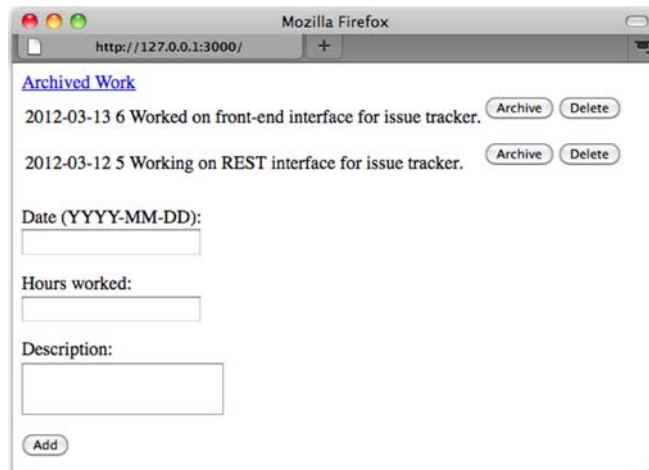 Mozilla Firefox
http://127.0.0.1:3000/ +
Archived Work
2012-03-13 6 Worked on front-end interface for issue tracker. Archive Delete
2012-03-12 5 Working on REST interface for issue tracker. Archive Delete
Date (YYYY-MM-DD):
Hours worked:
Description:
Add